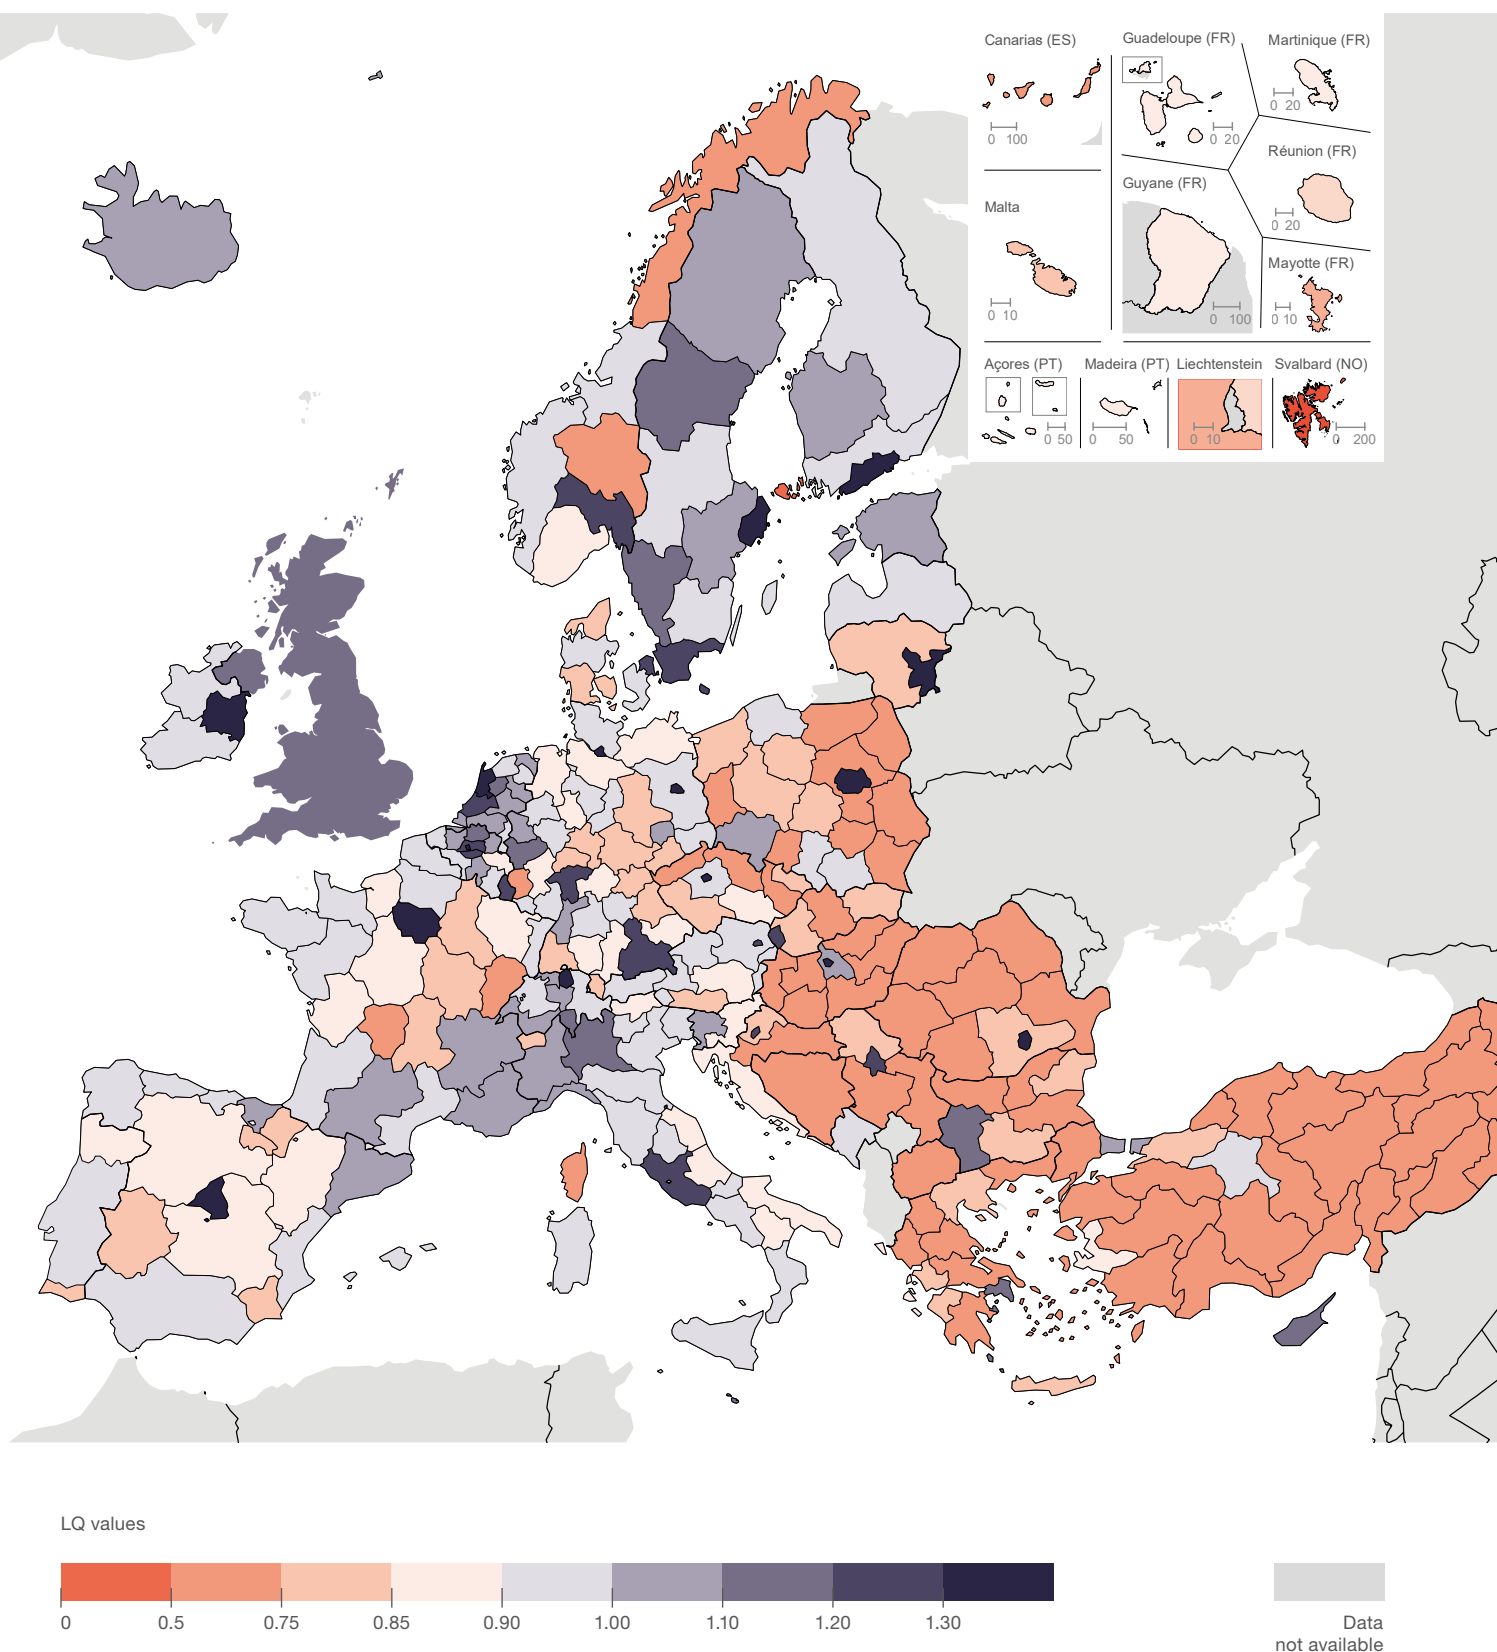 Canarias (ES)
0 100
Guadeloupe (FR)
0 20
Martinique (FR)
0 20
Réunion (FR)
0 20
Guyane (FR)
0 100
Malta
0 10
Mayotte (FR)
0 10
Açores (PT)
0 50
Madeira (PT)
0 50
Liechtenstein
0 10
Svalbard (NO)
0 200
LQ values
0 0.5 0.75 0.85 0.90 1.00 1.10 1.20 1.30
Data
not available